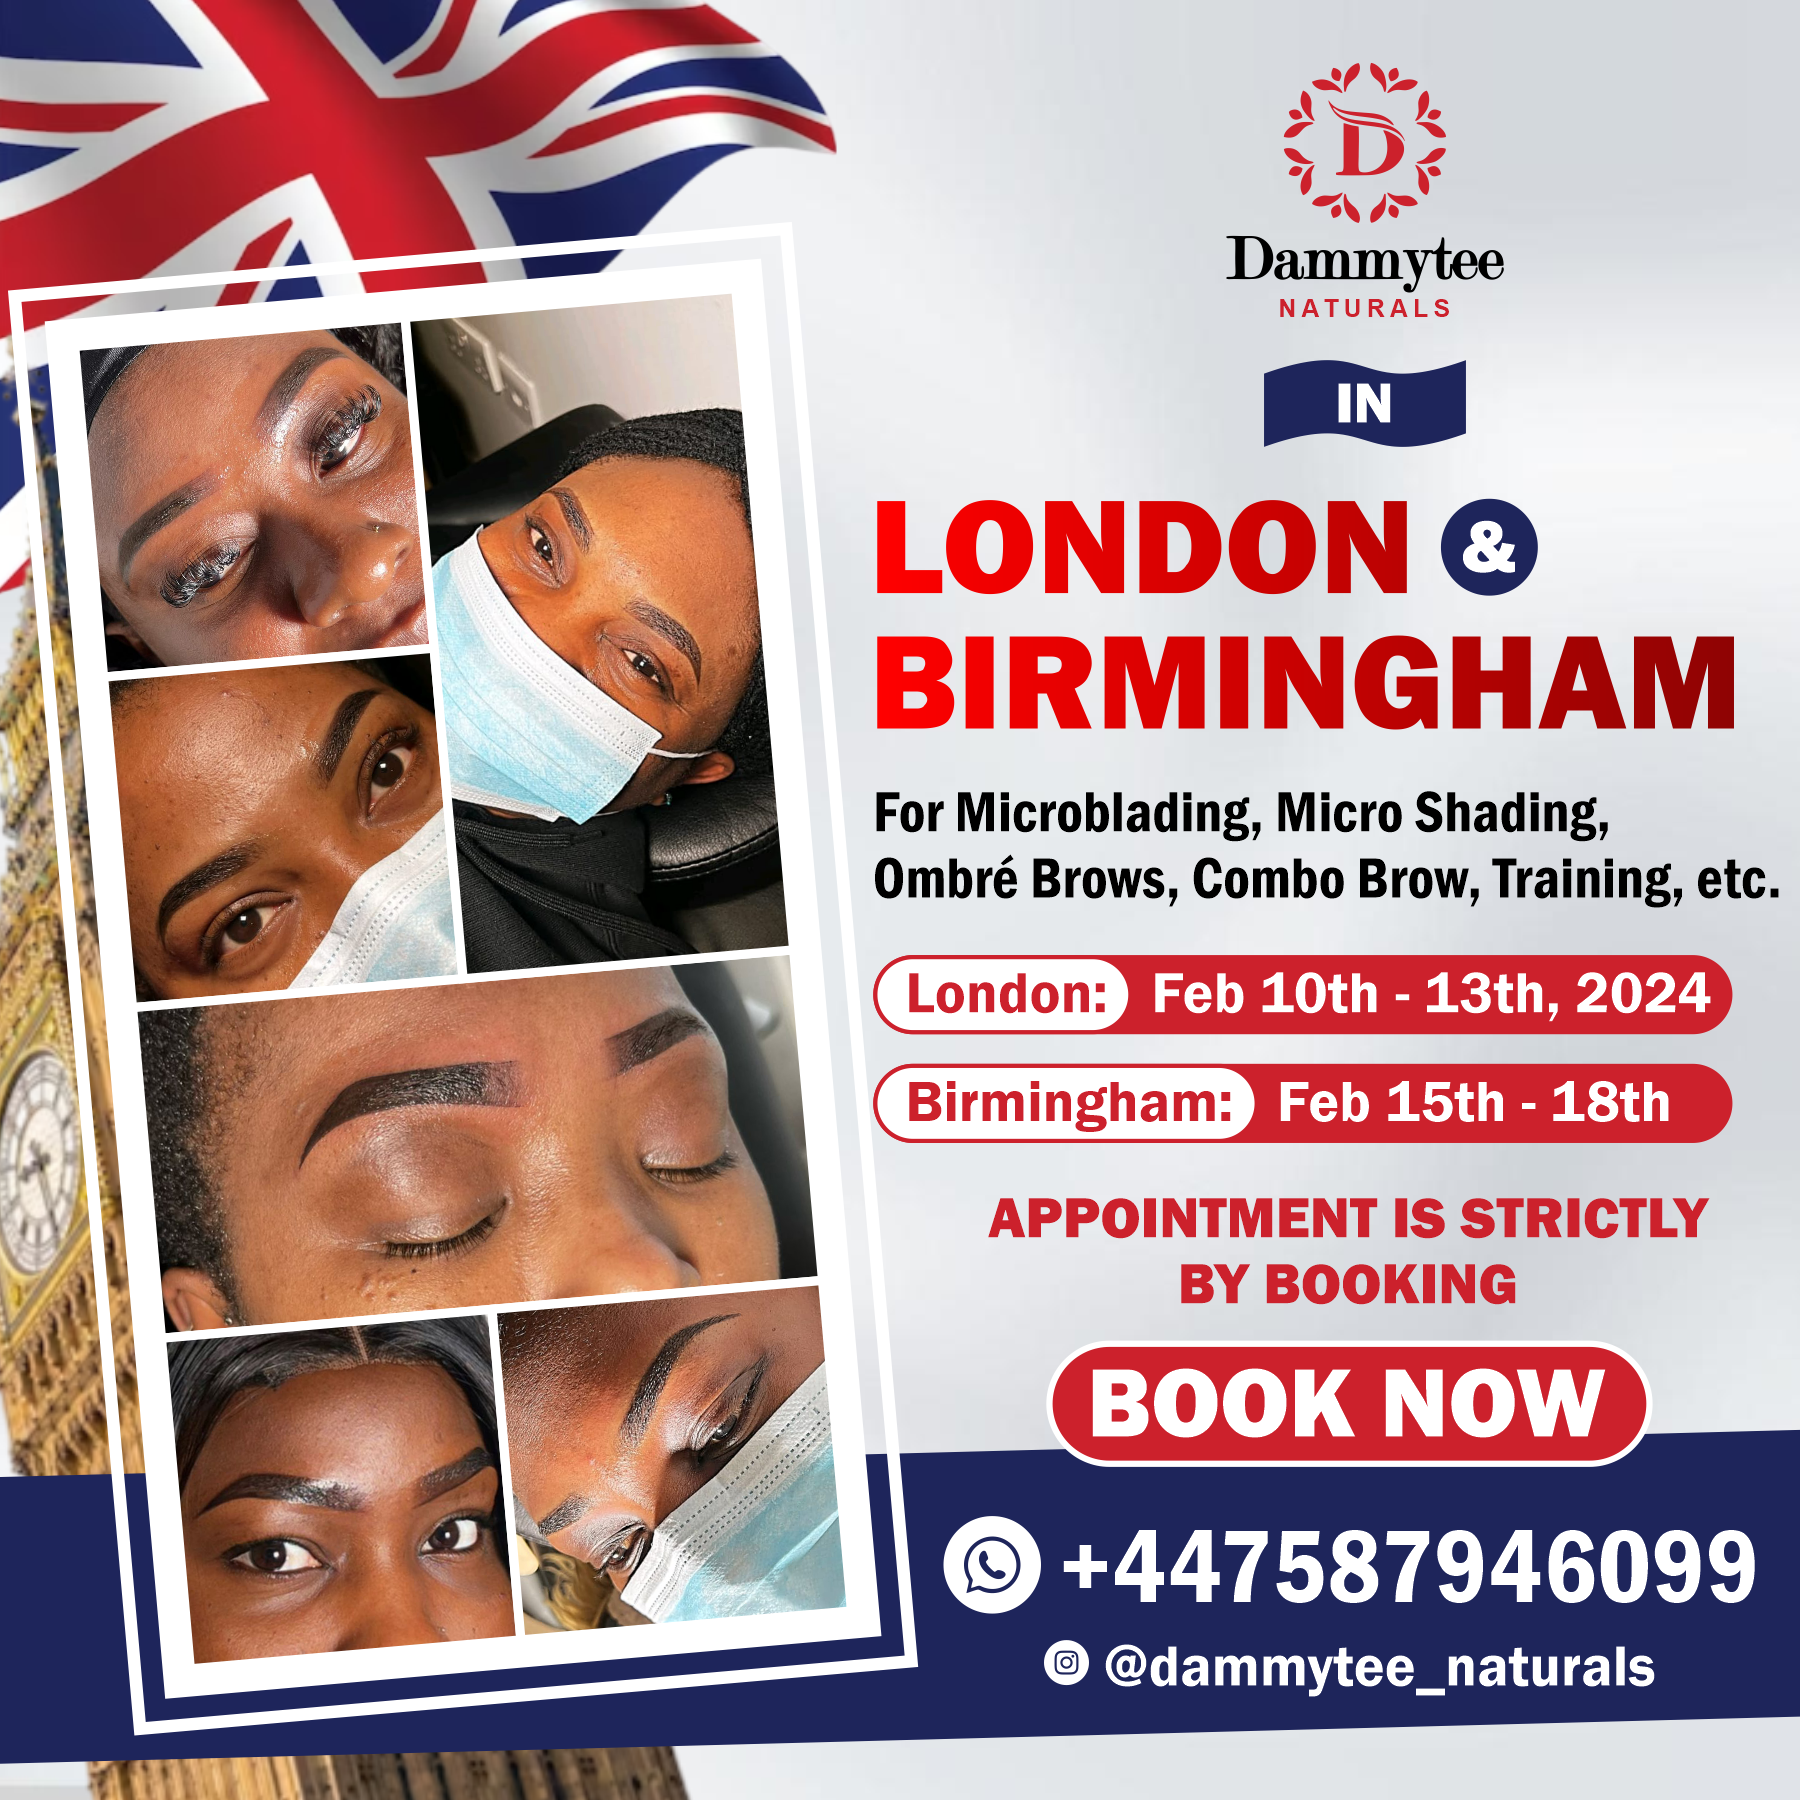 D
Dammytee
NATURALS
IN
LONDON &
BIRMINGHAM
For Microblading, Micro Shading,
Ombré Brows, Combo Brow, Training, etc.
London: Feb 10th - 13th, 2024
Birmingham: Feb 15th - 18th
APPOINTMENT IS STRICTLY
BY BOOKING
BOOK NOW
+447587946099
@dammytee_naturals